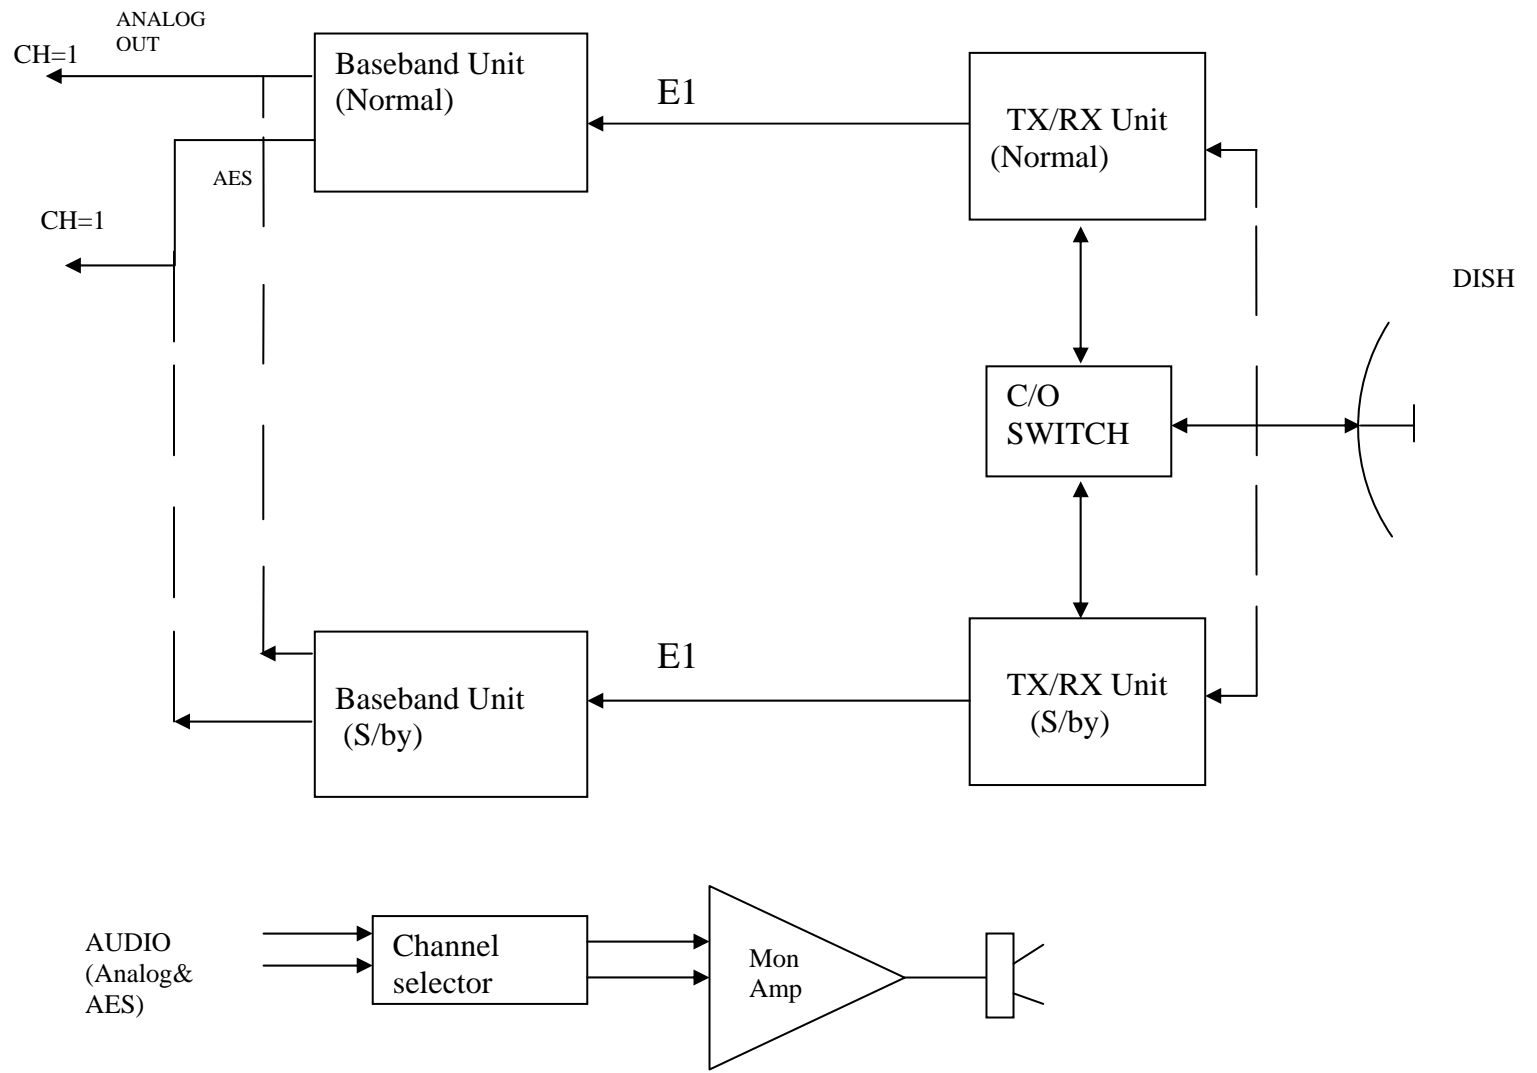 ANALOG
OUT
CH=1
Baseband Unit
(Normal)
E1
TX/RX Unit
(Normal)
AES
CH=1
DISH
C/O
SWITCH
Baseband Unit
(S/by)
E1
TX/RX Unit
(S/by)
AUDIO
(Analog&
AES)
Channel
selector
Mon
Amp